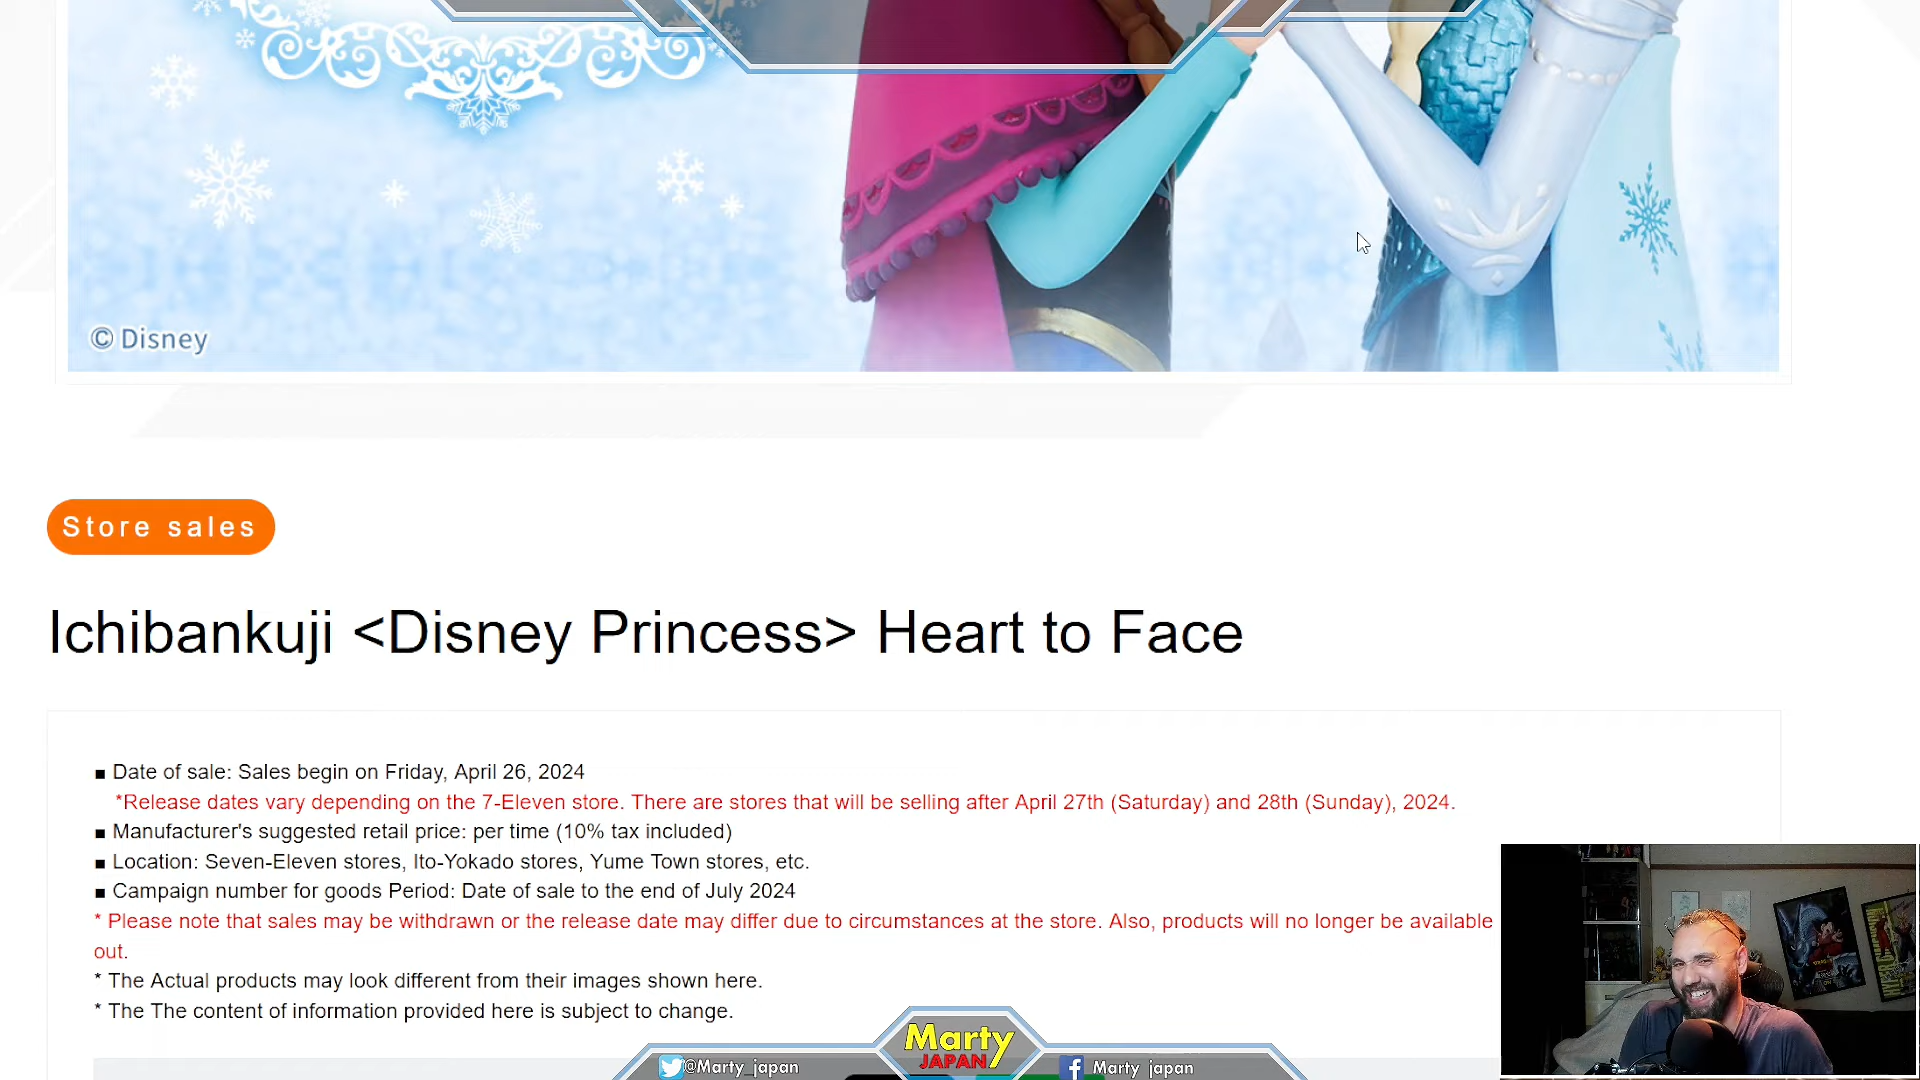 © Disney
Store sales
Ichibankuji <Disney Princess> Heart to Face
■ Date of sale: Sales begin on Friday, April 26, 2024
*Release dates vary depending on the 7-Eleven store. There are stores that will be selling after April 27th (Saturday) and 28th (Sunday), 2024.
■ Manufacturer's suggested retail price: per time (10% tax included)
■ Location: Seven-Eleven stores, Ito-Yokado stores, Yume Town stores, etc.
■ Campaign number for goods Period: Date of sale to the end of July 2024
* Please note that sales may be withdrawn or the release date may differ due to circumstances at the store. Also, products will no longer be available
out.
* The Actual products may look different from their images shown here.
* The The content of information provided here is subject to change.
Marty
JAPAN
@Marty_japan
Marty japan